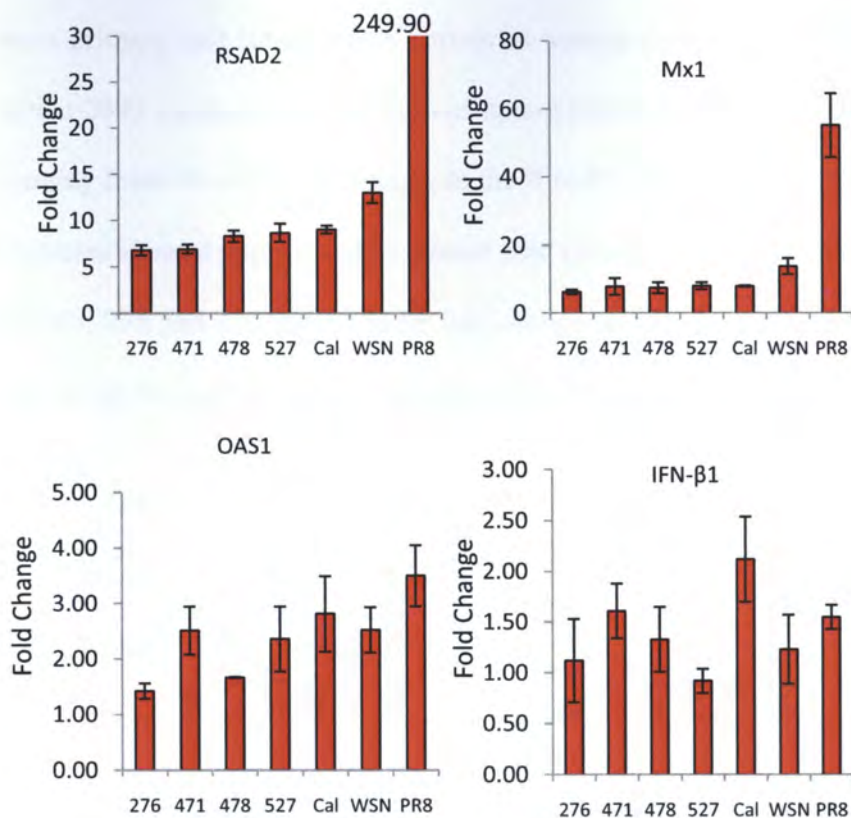 249.90
RSAD2
Fold Change
30
25
20
15
10
5
0
276 471 478 527 Cal WSN PR8
Mx1
Fold Change
80
60
40
20
0
276 471 478 527 Cal WSN PR8
OAS1
Fold Change
5.00
4.00
3.00
2.00
1.00
0.00
276 471 478 527 Cal WSN PR8
IFN-β1
Fold Change
3.00
2.50
2.00
1.50
1.00
0.50
0.00
276 471 478 527 Cal WSN PR8